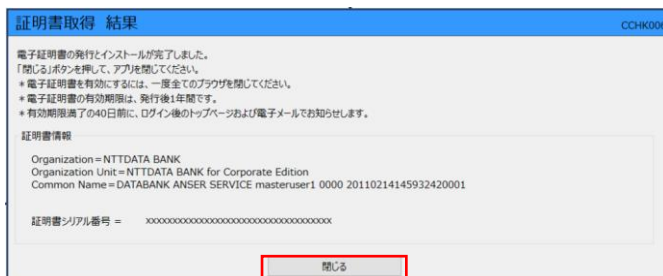 証明書取得 結果
CCHK006
電子証明書の発行とインストールが完了しました。
「閉じる」ボタンを押して、アプリを閉じてください。
＊電子証明書を有効にするには、一度全てのブラウザを閉じてください。
＊電子証明書の有効期限は、発行後1年間です。
＊有効期限満了の40日前に、ログイン後のトップページおよび電子メールでお知らせします。
証明書情報
Organization=NTTDATA BANK
Organization Unit=NTTDATA BANK for Corporate Edition
Common Name=DATABANK ANSER SERVICE masteruser1 0000 20110214145932420001
証明書シリアル番号 = xxxxxxxxxxxxxxxxxxxxxxxxxxxxxxxxxx
閉じる